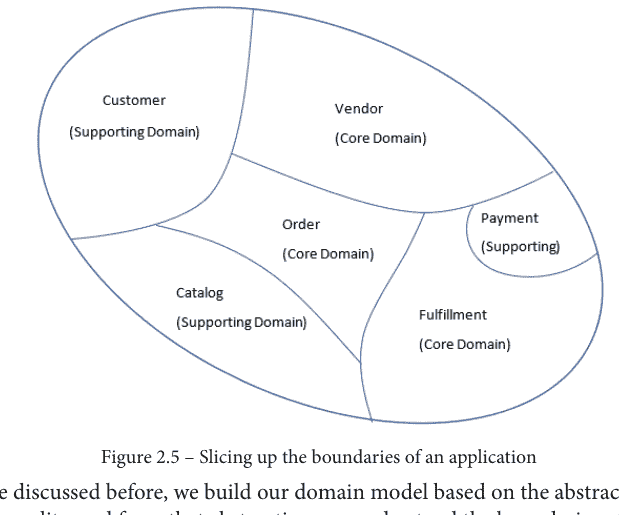 Customer
(Supporting Domain)
Vendor
(Core Domain)
Order
(Core Domain)
Payment
(Supporting)
Catalog
(Supporting Domain)
Fulfillment
(Core Domain)
Figure 2.5 – Slicing up the boundaries of an application
e discussed before, we build our domain model based on the abstrac